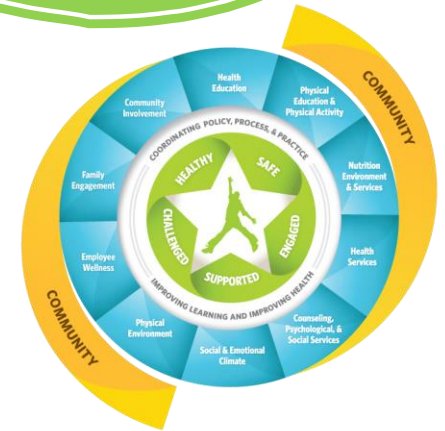 COMMUNITY
Health
Education
Physical
Education &
Physical Activity
Nutrition
Environment
& Services
Health
Services
Counseling,
Psychological, &
Social Services
Social & Emotional
Climate
Physical
Environment
Employee
Wellness
Family
Engagement
Community
Involvement
COORDINATING POLICY, PROCESS, & PRACTICE
IMPROVING LEARNING AND IMPROVING HEALTH
HEALTHY
SAFE
ENGAGED
SUPPORTED
CHALLENGED
COMMUNITY